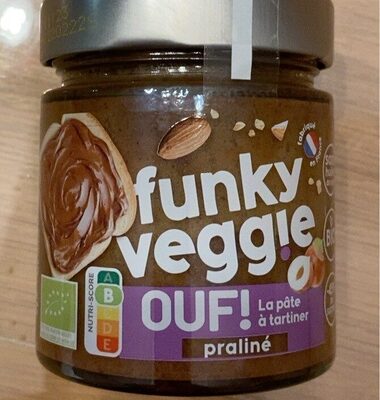 funky
veggie
OUF!
La pâte
à tartiner
praliné
NUTRI-SCORE
A
B
D
E